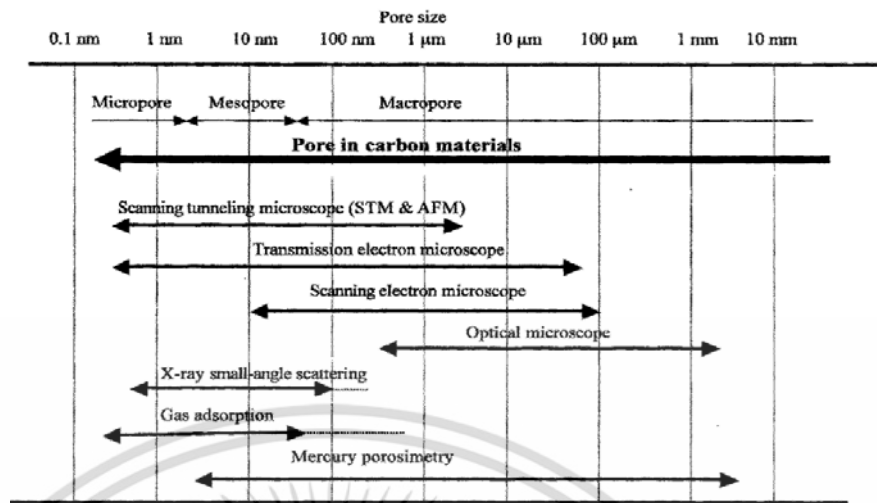 Pore size
0.1 nm 1 nm 10 nm 100 nm 1 µm 10 µm 100 µm 1 mm 10 mm
Micropore Mesopore Macropore
Pore in carbon materials
Scanning tunneling microscope (STM & AFM)
Transmission electron microscope
Scanning electron microscope
Optical microscope
X-ray small-angle scattering
Gas adsorption
Mercury porosimetry